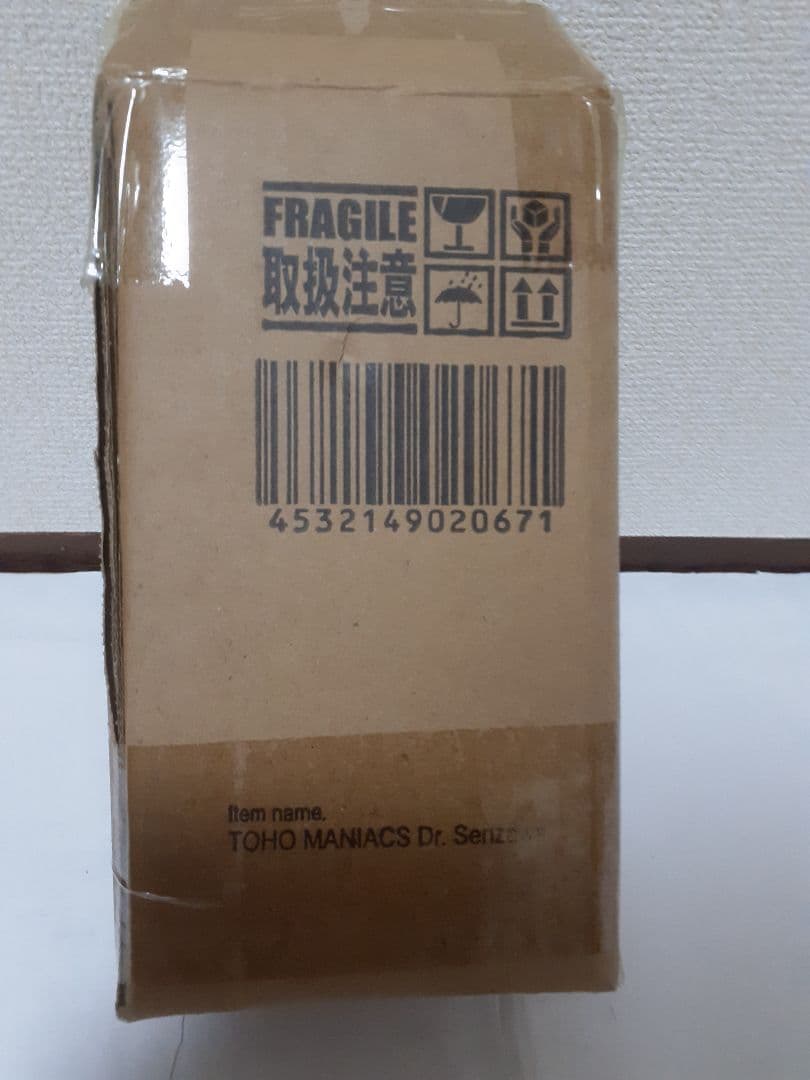 FRAGILE
取扱注意
4532149020671
Item name.
TOHO MANIACS Dr.